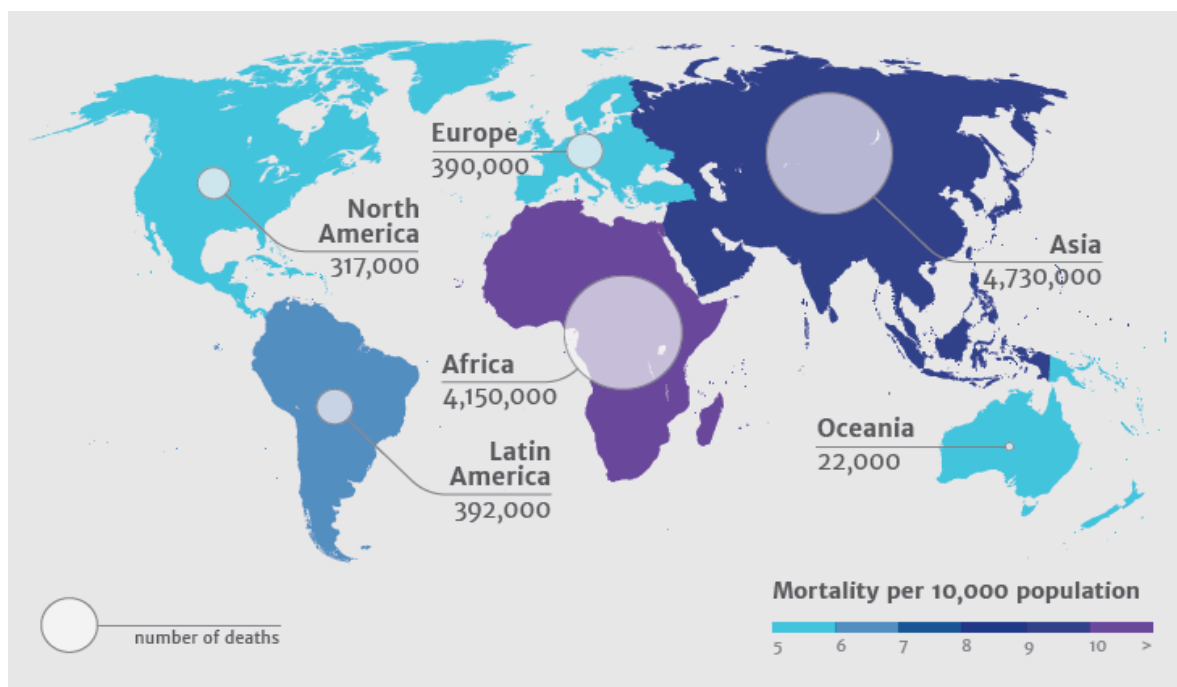 Europe
390,000
North
America
317,000
Asia
4,730,000
Africa
4,150,000
Oceania
22,000
Latin
America
392,000
number of deaths
Mortality per 10,000 population
5 6 7 8 9 10 >